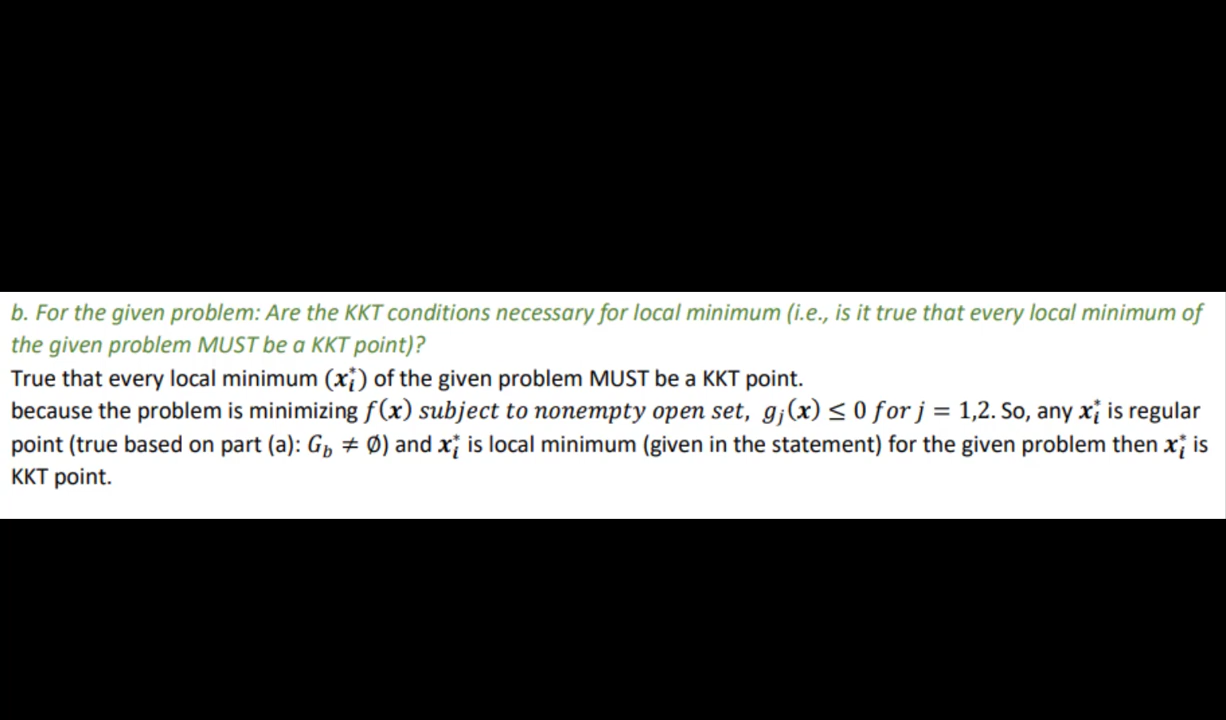 b. For the given problem: Are the KKT conditions necessary for local minimum (i.e., is it true that every local minimum of
the given problem MUST be a KKT point)?
True that every local minimum (𝒙ᵢ*) of the given problem MUST be a KKT point.
because the problem is minimizing f(𝐱) subject to nonempty open set, gⱼ(𝒙) ≤ 0 for j = 1,2. So, any 𝒙ᵢ* is regular
point (true based on part (a): G_b ≠ ∅) and 𝒙ᵢ* is local minimum (given in the statement) for the given problem then 𝒙ᵢ* is
KKT point.